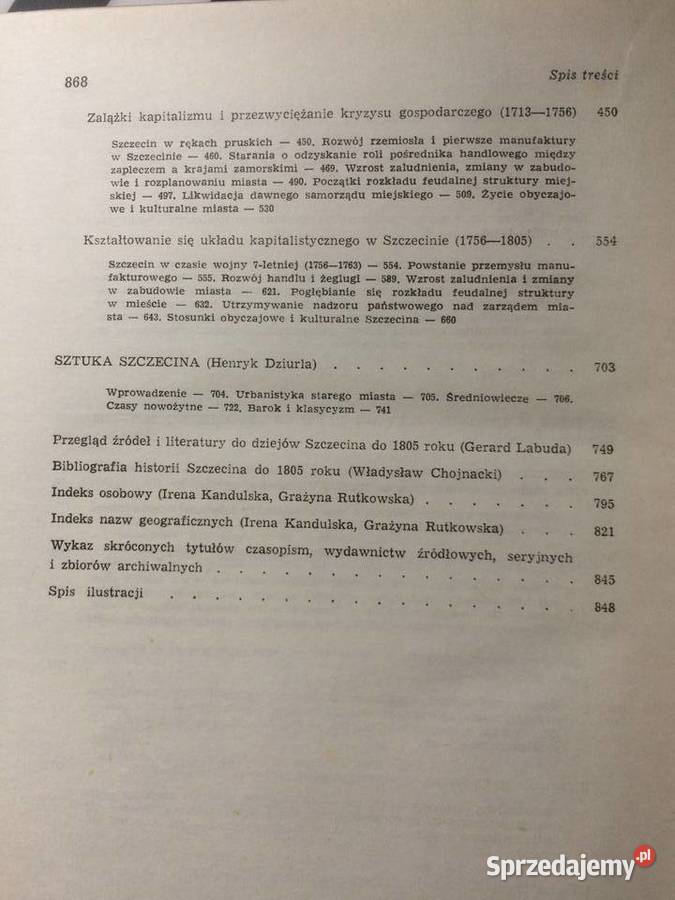 868 Spis treści
Zalążki kapitalizmu i przezwyciężanie kryzysu gospodarczego (1713—1756) 450
Szczecin w rękach pruskich — 450. Rozwój rzemiosła i pierwsze manufaktury
w Szczecinie — 460. Starania o odzyskanie roli pośrednika handlowego między
zapleczem a krajami zamorskimi — 469. Wzrost zaludnienia, zmiany w zabudo-
wie i rozplanowaniu miasta — 490. Początki rozkładu feudalnej struktury miej-
skiej — 497. Likwidacja dawnego samorządu miejskiego — 509. Życie obyczajo-
we i kulturalne miasta — 530
Kształtowanie się układu kapitalistycznego w Szczecinie (1756—1805) . . 554
Szczecin w czasie wojny 7-letniej (1756—1763) — 554. Powstanie przemysłu manu-
fakturowego — 555. Rozwój handlu i żeglugi — 589. Wzrost zaludnienia i zmiany
w zabudowie miasta — 621. Pogłębianie się rozkładu feudalnej struktury
w mieście — 632. Utrzymywanie nadzoru państwowego nad zarządem mia-
sta — 643. Stosunki obyczajowe i kulturalne Szczecina — 660
SZTUKA SZCZECINA (Henryk Dziurla) . . . . . . . . . . . 703
Wprowadzenie — 704. Urbanistyka starego miasta — 705. Średniowiecze — 706.
Czasy nowożytne — 722. Barok i klasycyzm — 741
Przegląd źródeł i literatury do dziejów Szczecina do 1805 roku (Gerard Labuda) 749
Bibliografia historii Szczecina do 1805 roku (Władysław Chojnacki) . . . 767
Indeks osobowy (Irena Kandulska, Grażyna Rutkowska) . . . . . . 795
Indeks nazw geograficznych (Irena Kandulska, Grażyna Rutkowska) . . . 821
Wykaz skróconych tytułów czasopism, wydawnictw źródłowych, seryjnych
i zbiorów archiwalnych . . . . . . . . . . . . . . . . 845
Spis ilustracji . . . . . . . . . . . . . . . . . . 848
Sprzedajemy.pl